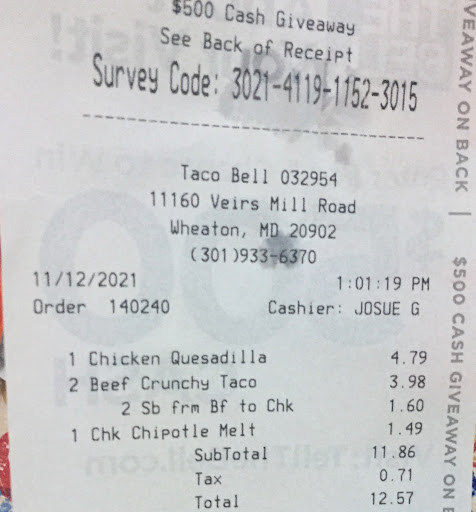 $500 Cash Giveaway
See Back of Receipt
Survey Code: 3021-4119-1152-3015
--------------------------------
Taco Bell 032954
11160 Veirs Mill Road
Wheaton, MD 20902
(301)933-6370
11/12/2021 1:01:19 PM
Order 140240 Cashier: JOSUE G
1 Chicken Quesadilla 4.79
2 Beef Crunchy Taco 3.98
2 Sb frm Bf to Chk 1.60
1 Chk Chipotle Melt 1.49
SubTotal 11.86
Tax 0.71
Total 12.57
VEAWAY ON BACK | $500 CASH GIVEAWAY ON